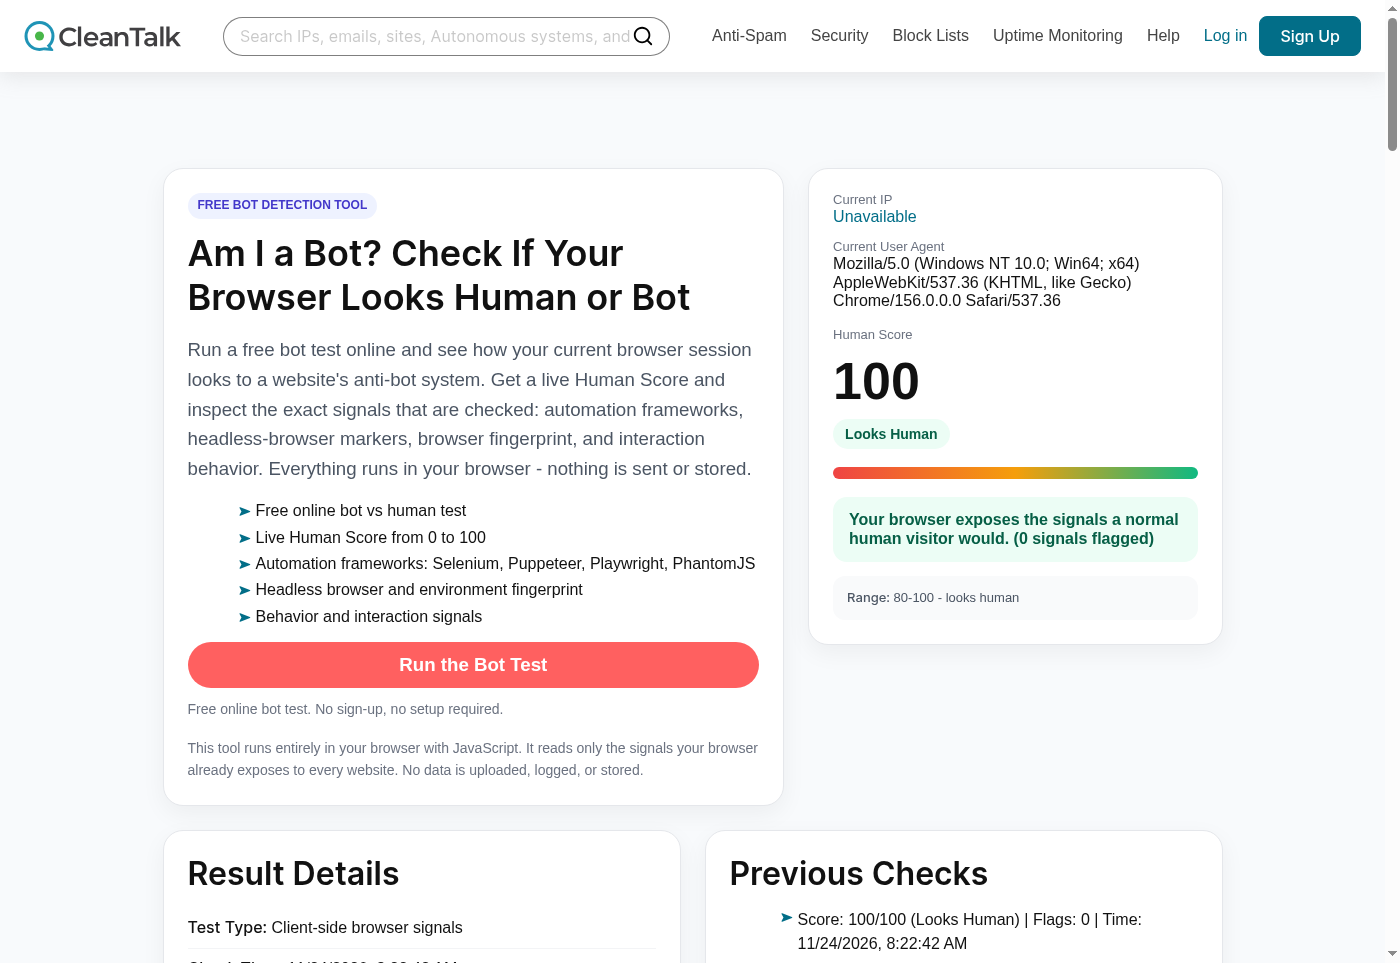 CleanTalk
Search IPs, emails, sites, Autonomous systems, and
Anti-Spam
Security
Block Lists
Uptime Monitoring
Help
Log in
Sign Up
FREE BOT DETECTION TOOL
Am I a Bot? Check If Your
Browser Looks Human or Bot
Run a free bot test online and see how your current browser session
looks to a website's anti-bot system. Get a live Human Score and
inspect the exact signals that are checked: automation frameworks,
headless-browser markers, browser fingerprint, and interaction
behavior. Everything runs in your browser - nothing is sent or stored.
Free online bot vs human test
Live Human Score from 0 to 100
Automation frameworks: Selenium, Puppeteer, Playwright, PhantomJS
Headless browser and environment fingerprint
Behavior and interaction signals
Run the Bot Test
Free online bot test. No sign-up, no setup required.
This tool runs entirely in your browser with JavaScript. It reads only the signals your browser
already exposes to every website. No data is uploaded, logged, or stored.
Current IP
Unavailable
Current User Agent
Mozilla/5.0 (Windows NT 10.0; Win64; x64)
AppleWebKit/537.36 (KHTML, like Gecko)
Chrome/156.0.0.0 Safari/537.36
Human Score
100
Looks Human
Your browser exposes the signals a normal
human visitor would. (0 signals flagged)
Range: 80-100 - looks human
Result Details
Test Type: Client-side browser signals
Previous Checks
Score: 100/100 (Looks Human) | Flags: 0 | Time:
11/24/2026, 8:22:42 AM